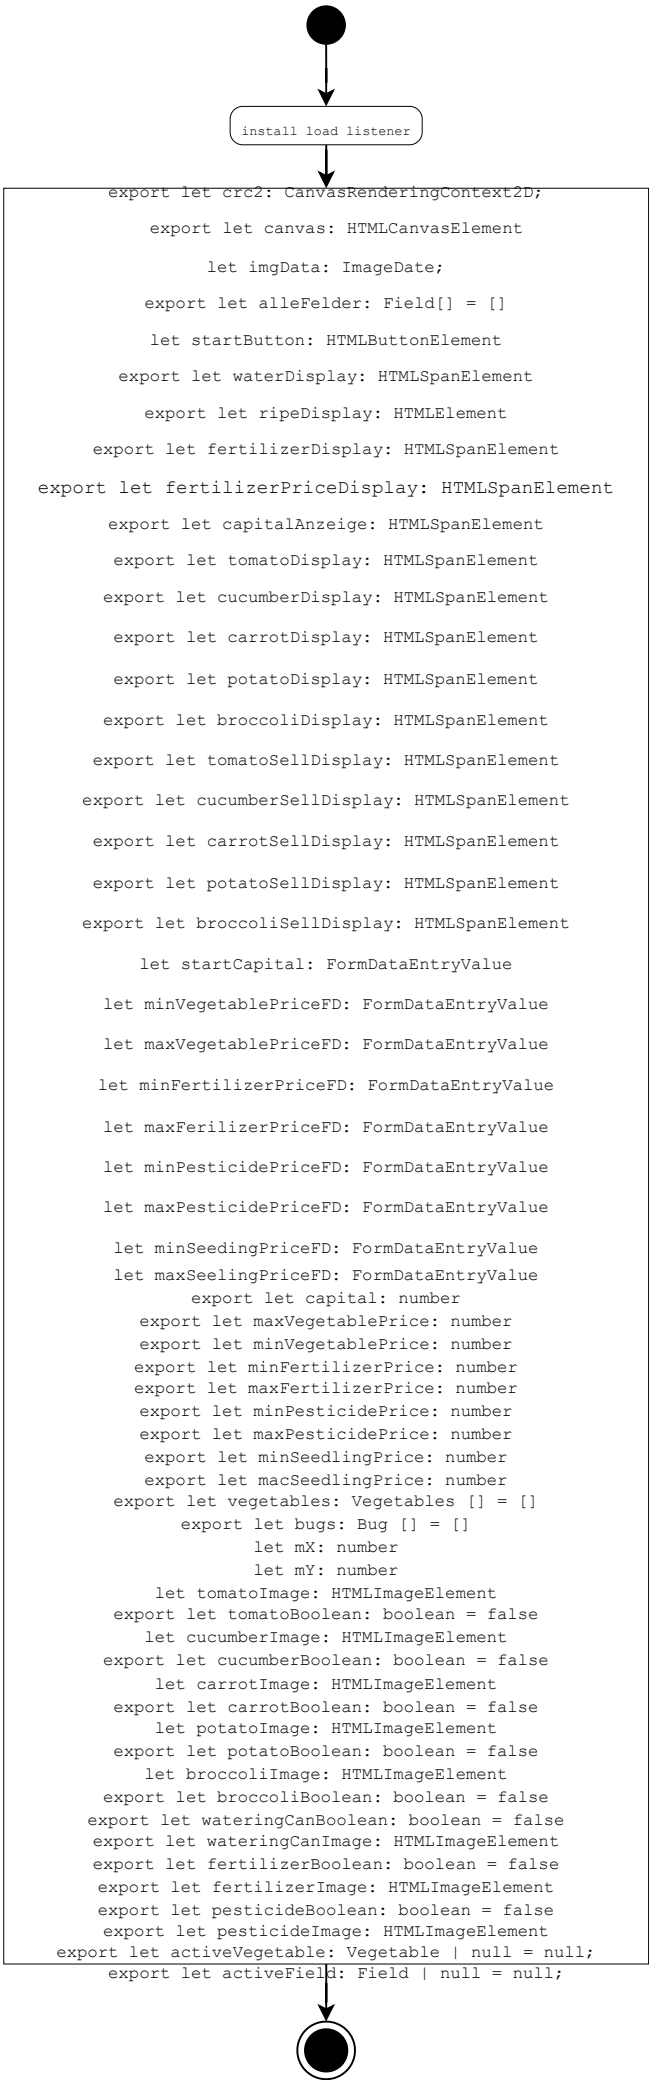 install load listener
export let crc2: CanvasRenderingContext2D;
export let canvas: HTMLCanvasElement
let imgData: ImageDate;
export let alleFelder: Field[] = []
let startButton: HTMLButtonElement
export let waterDisplay: HTMLSpanElement
export let ripeDisplay: HTMLElement
export let fertilizerDisplay: HTMLSpanElement
export let fertilizerPriceDisplay: HTMLSpanElement
export let capitalAnzeige: HTMLSpanElement
export let tomatoDisplay: HTMLSpanElement
export let cucumberDisplay: HTMLSpanElement
export let carrotDisplay: HTMLSpanElement
export let potatoDisplay: HTMLSpanElement
export let broccoliDisplay: HTMLSpanElement
export let tomatoSellDisplay: HTMLSpanElement
export let cucumberSellDisplay: HTMLSpanElement
export let carrotSellDisplay: HTMLSpanElement
export let potatoSellDisplay: HTMLSpanElement
export let broccoliSellDisplay: HTMLSpanElement
let startCapital: FormDataEntryValue
let minVegetablePriceFD: FormDataEntryValue
let maxVegetablePriceFD: FormDataEntryValue
let minFertilizerPriceFD: FormDataEntryValue
let maxFerilizerPriceFD: FormDataEntryValue
let minPesticidePriceFD: FormDataEntryValue
let maxPesticidePriceFD: FormDataEntryValue
let minSeedingPriceFD: FormDataEntryValue
let maxSeelingPriceFD: FormDataEntryValue
export let capital: number
export let maxVegetablePrice: number
export let minVegetablePrice: number
export let minFertilizerPrice: number
export let maxFertilizerPrice: number
export let minPesticidePrice: number
export let maxPesticidePrice: number
export let minSeedlingPrice: number
export let macSeedlingPrice: number
export let vegetables: Vegetables [] = []
export let bugs: Bug [] = []
let mX: number
let mY: number
let tomatoImage: HTMLImageElement
export let tomatoBoolean: boolean = false
let cucumberImage: HTMLImageElement
export let cucumberBoolean: boolean = false
let carrotImage: HTMLImageElement
export let carrotBoolean: boolean = false
let potatoImage: HTMLImageElement
export let potatoBoolean: boolean = false
let broccoliImage: HTMLImageElement
export let broccoliBoolean: boolean = false
export let wateringCanBoolean: boolean = false
export let wateringCanImage: HTMLImageElement
export let fertilizerBoolean: boolean = false
export let fertilizerImage: HTMLImageElement
export let pesticideBoolean: boolean = false
export let pesticideImage: HTMLImageElement
export let activeVegetable: Vegetable | null = null;
export let activeField: Field | null = null;